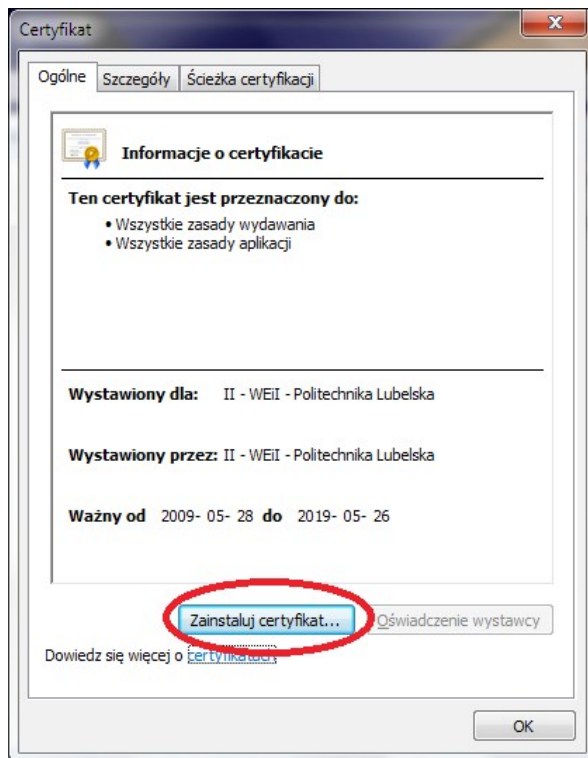 Certyfikat
Ogólne Szczegóły Ścieżka certyfikacji
Informacje o certyfikacie
Ten certyfikat jest przeznaczony do:
• Wszystkie zasady wydawania
• Wszystkie zasady aplikacji
Wystawiony dla: II - WEiI - Politechnika Lubelska
Wystawiony przez: II - WEiI - Politechnika Lubelska
Ważny od 2009- 05- 28 do 2019- 05- 26
Zainstaluj certyfikat... Oświadczenie wystawcy
Dowiedz się więcej o certyfikatach
OK